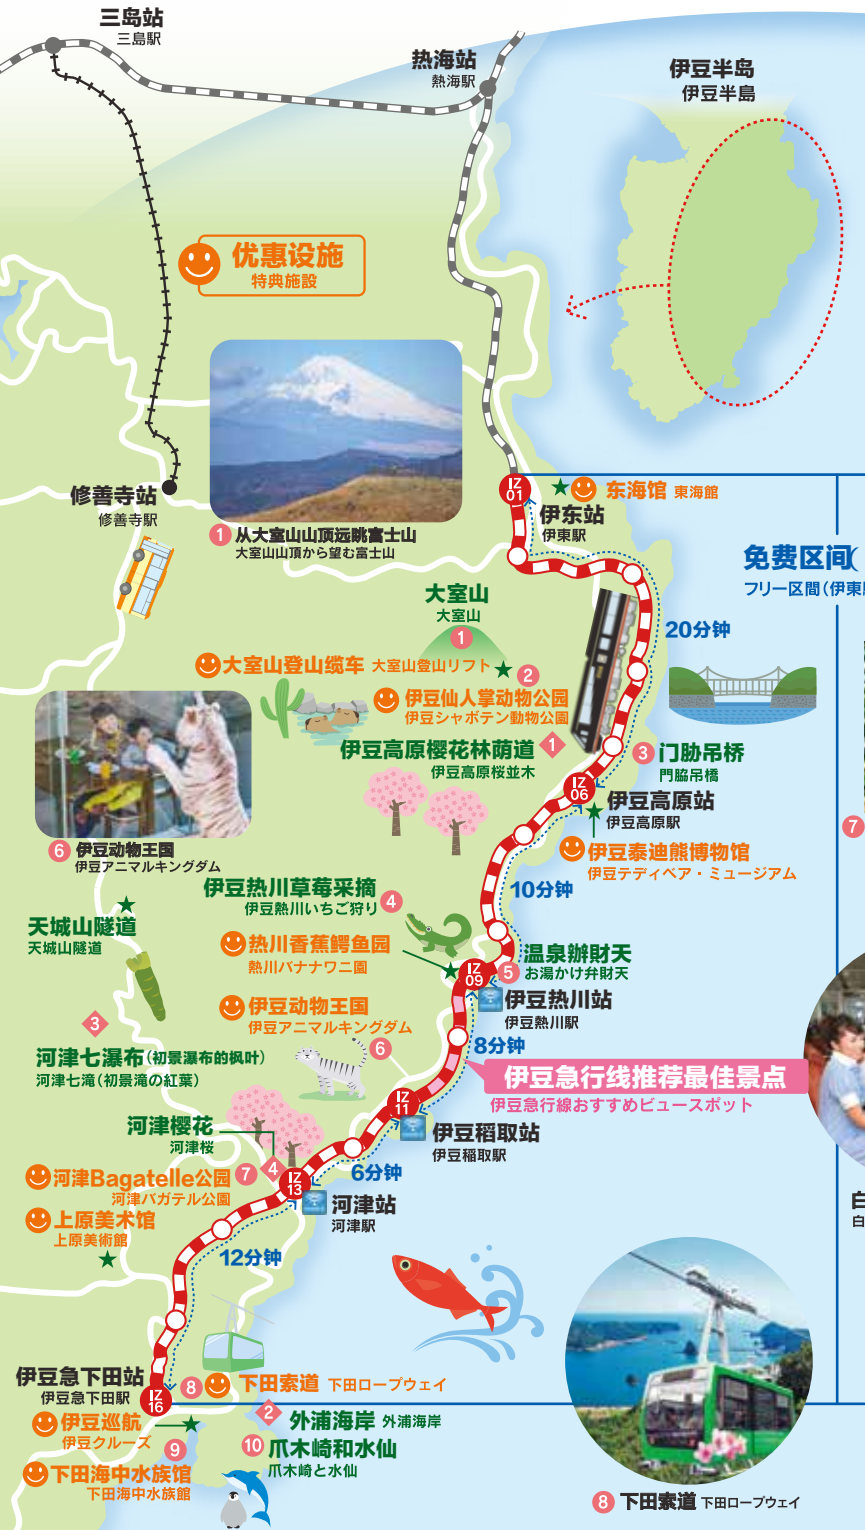 三岛站
三島駅
热海站
熱海駅
伊豆半岛
伊豆半島
优惠设施
特典施設
修善寺站
修善寺駅
1 从大室山山顶远眺富士山
大室山山頂から望む富士山
IZ 01
东海馆 東海館
伊东站
伊東駅
免费区间(
フリー区間(伊東
大室山
大室山
1
20分钟
大室山登山缆车 大室山登山リフト
2
伊豆仙人掌动物公园
伊豆シャボテン動物公園
伊豆高原樱花林荫道 1
伊豆高原桜並木
3 门胁吊桥
門脇吊橋
IZ 06
伊豆高原站
伊豆高原駅
7
伊豆泰迪熊博物馆
伊豆テディベア・ミュージアム
6 伊豆动物王国
伊豆アニマルキングダム
伊豆热川草莓采摘 4
伊豆熱川いちご狩り
10分钟
天城山隧道
天城山隧道
热川香蕉鳄鱼园
熱川バナナワニ園
温泉辦財天
5 お湯かけ弁財天
IZ 09
伊豆热川站
伊豆熱川駅
伊豆动物王国
伊豆アニマルキングダム
3
6
8分钟
河津七瀑布(初景瀑布的枫叶)
河津七滝(初景滝の紅葉)
伊豆急行线推荐最佳景点
伊豆急行線おすすめビュースポット
IZ 11
伊豆稻取站
伊豆稲取駅
河津樱花
河津桜
6分钟
河津Bagatelle公园 7 4
河津バガテル公園
IZ 13
河津站
河津駅
白
白
上原美术馆
上原美術館
12分钟
伊豆急下田站
伊豆急下田駅
IZ 16
8 下田索道 下田ロープウェイ
伊豆巡航
伊豆クルーズ
2 外浦海岸 外浦海岸
9
10 爪木崎和水仙
爪木崎と水仙
下田海中水族馆
下田海中水族館
8 下田索道 下田ロープウェイ